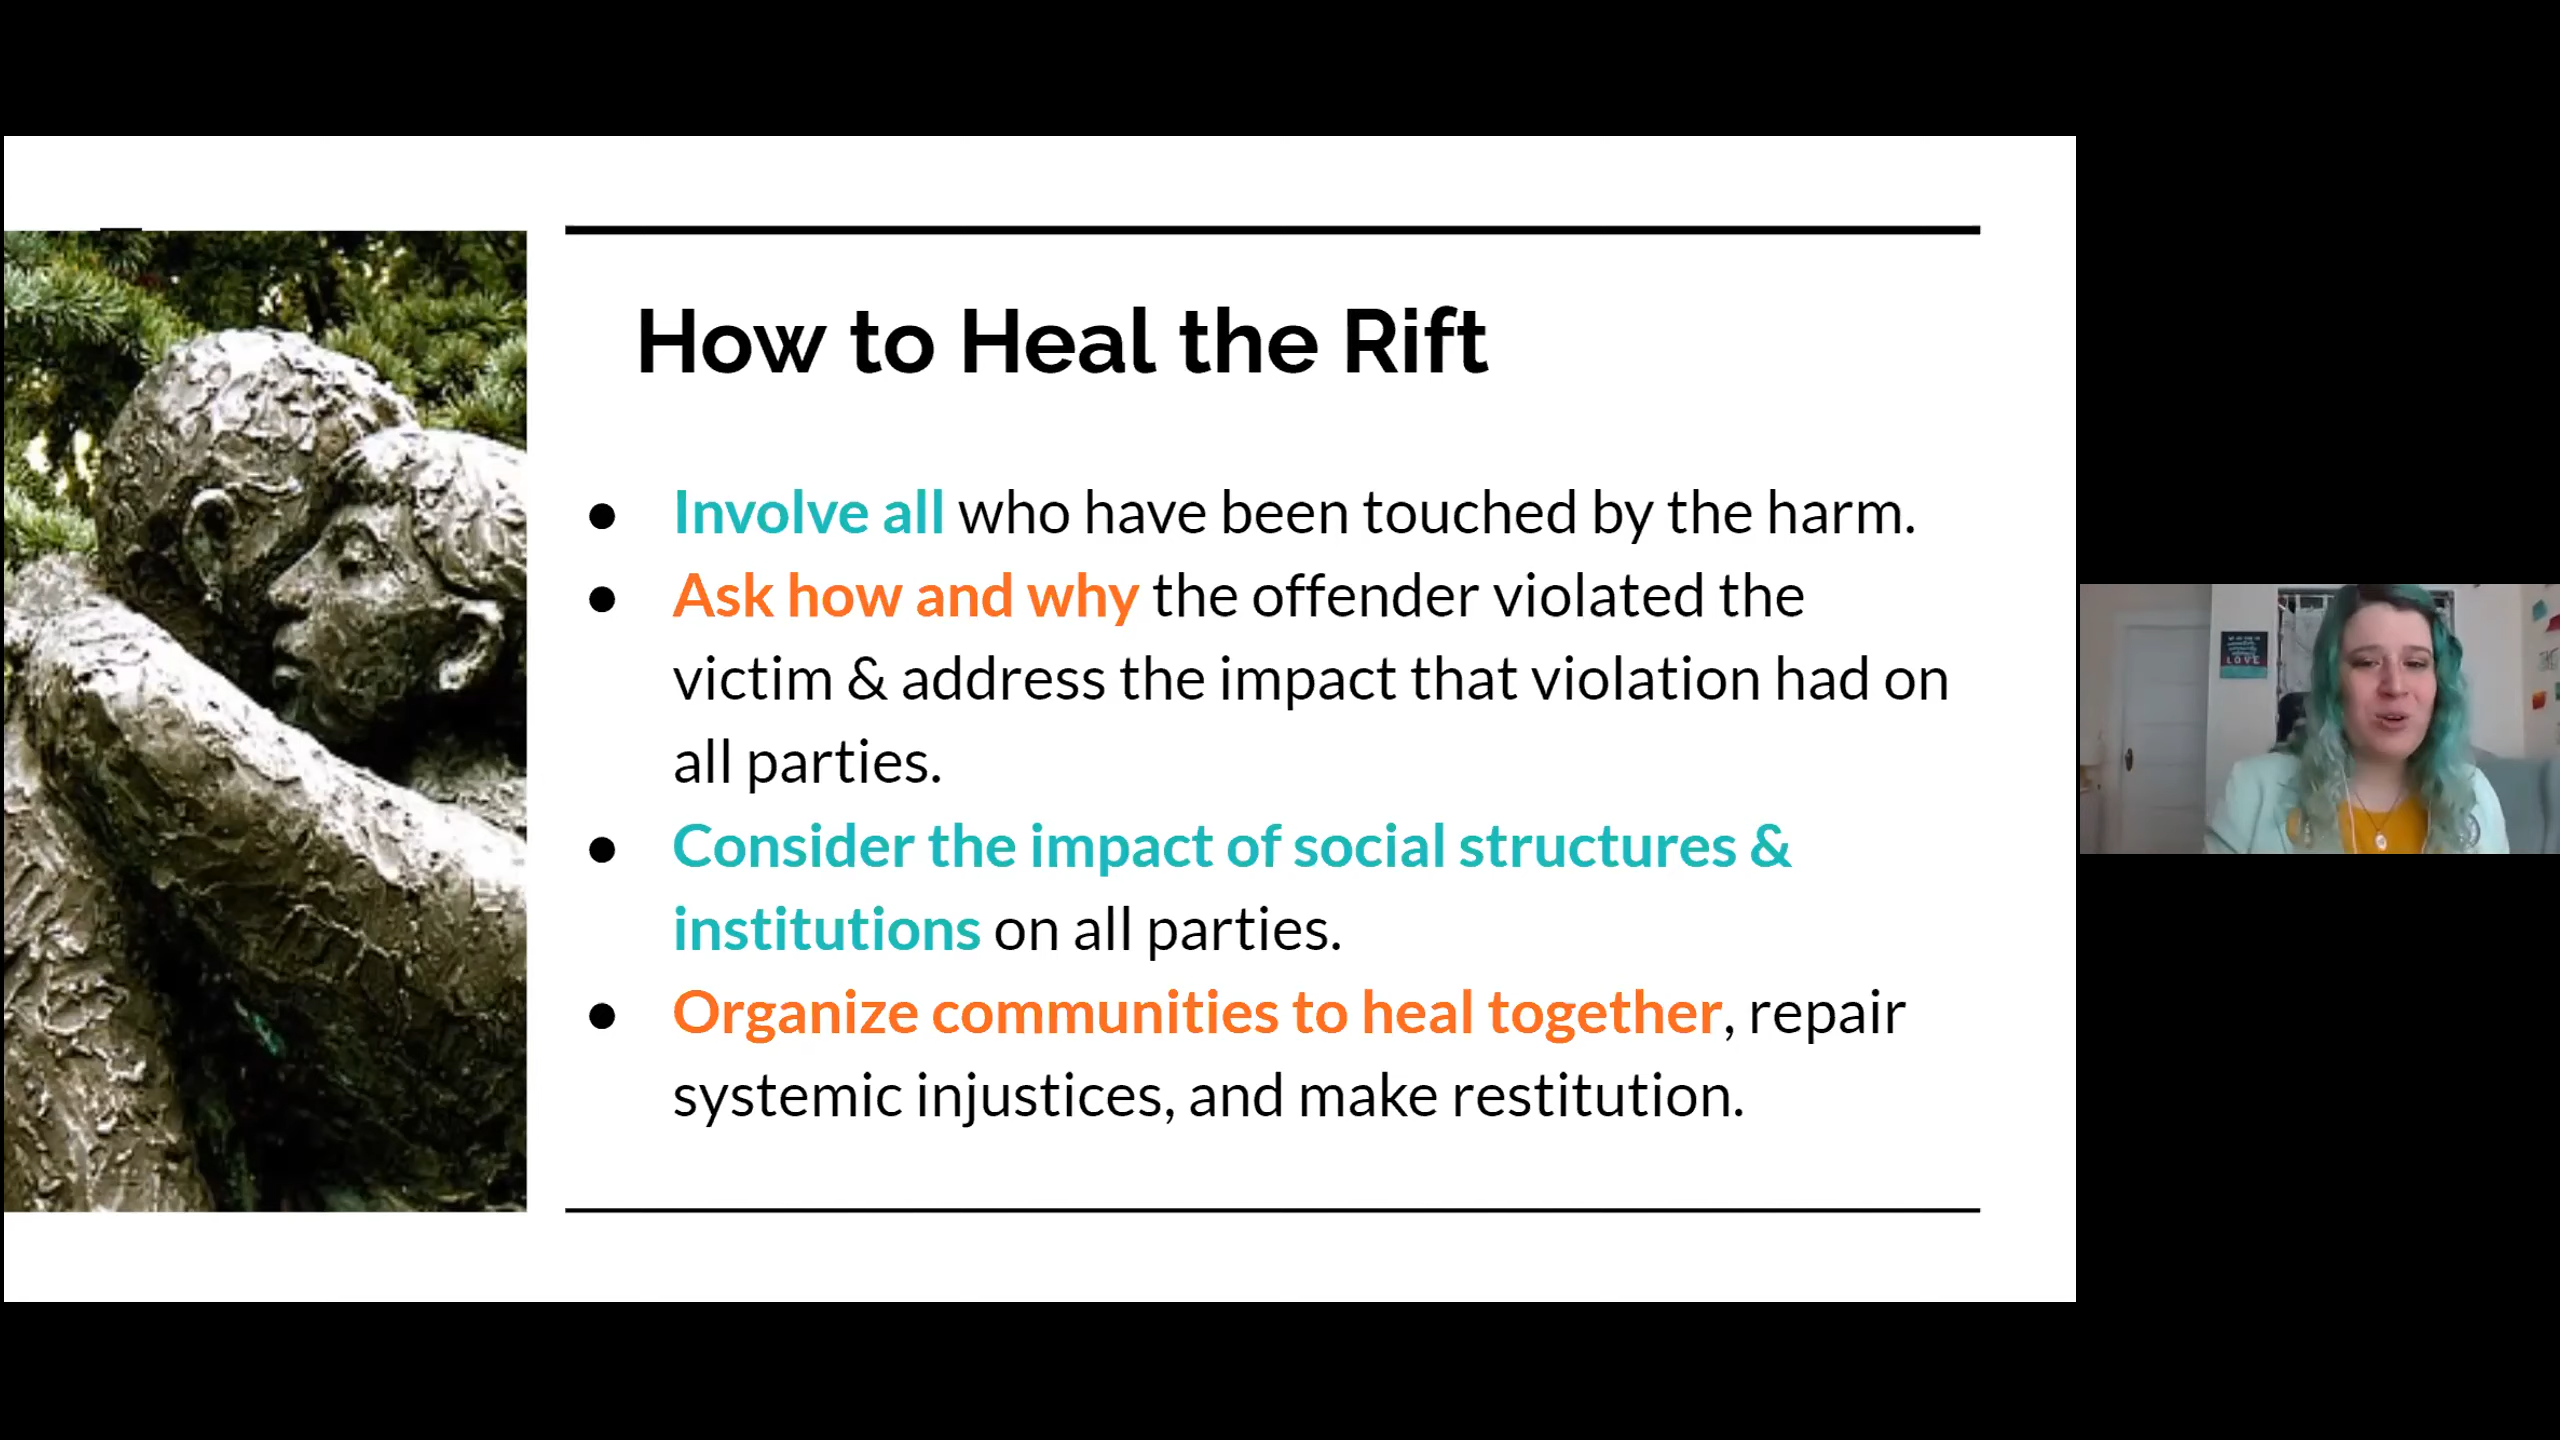 How to Heal the Rift
● Involve all who have been touched by the harm.
● Ask how and why the offender violated the
victim & address the impact that violation had on
all parties.
● Consider the impact of social structures &
institutions on all parties.
● Organize communities to heal together, repair
systemic injustices, and make restitution.
LOVE